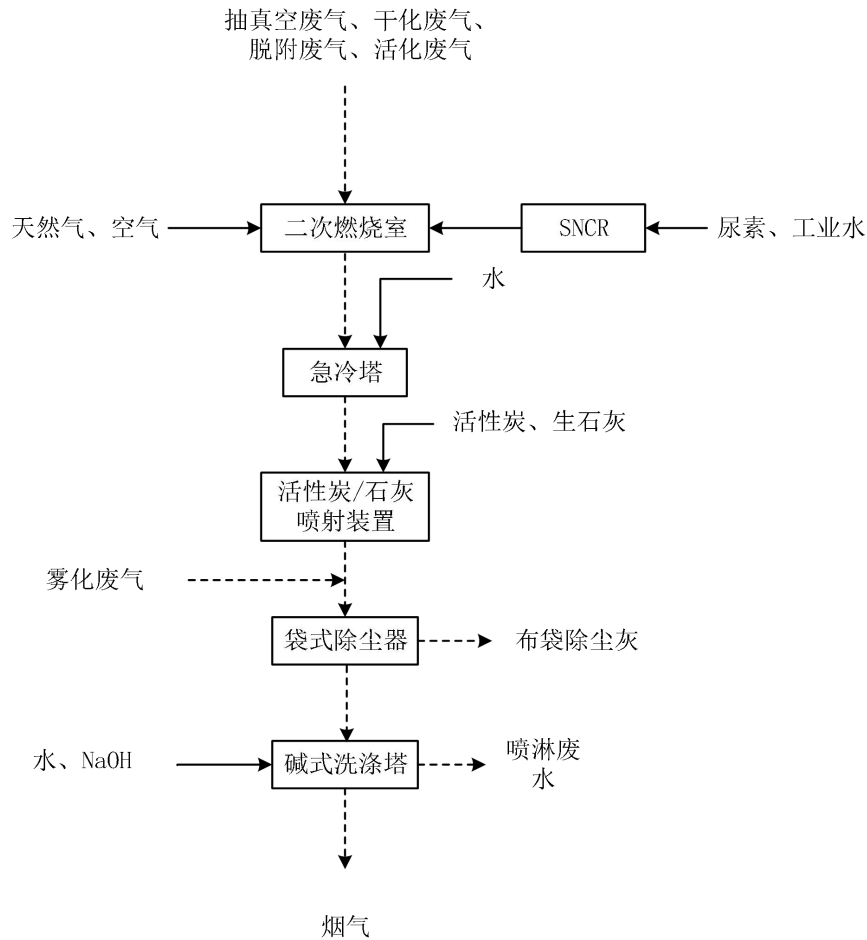 抽真空废气、干化废气、
脱附废气、活化废气
天然气、空气
二次燃烧室
SNCR
尿素、工业水
水
急冷塔
活性炭、生石灰
活性炭/石灰
喷射装置
雾化废气
袋式除尘器
布袋除尘灰
水、NaOH
碱式洗涤塔
喷淋废
水
烟气